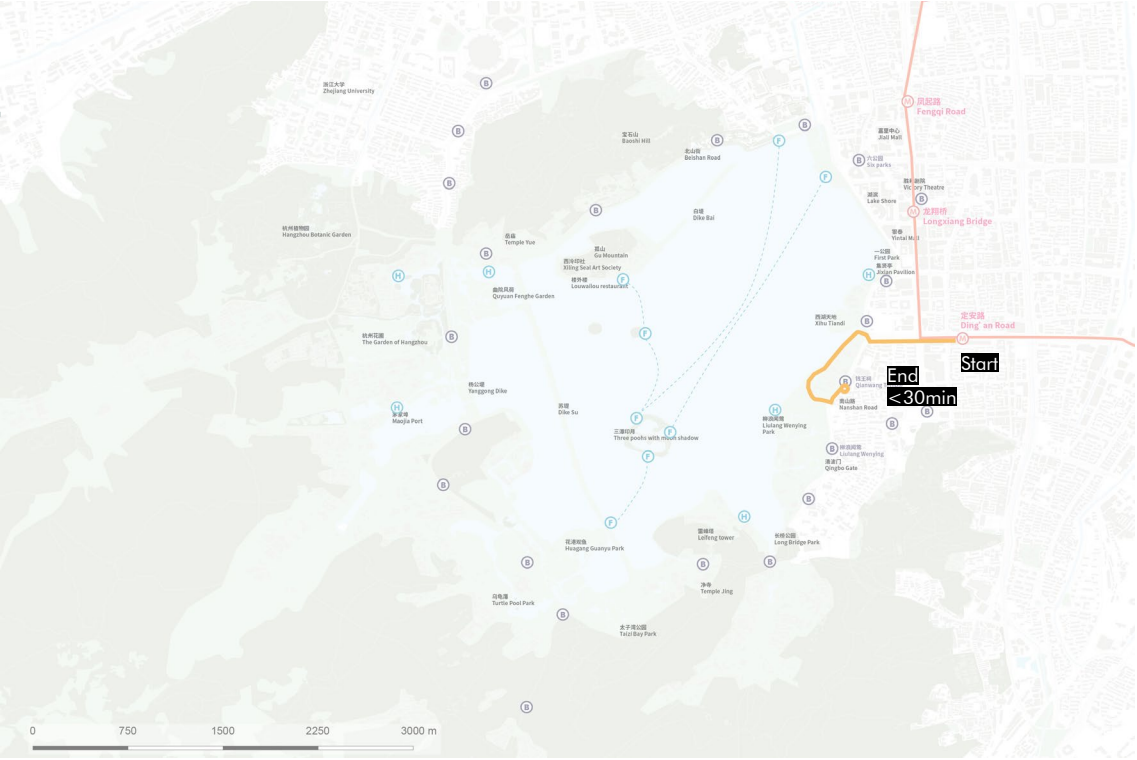 浙江大学
Zhejiang University
B
B
B
宝石山
Baoshi Hill
北山街
Beishan Road
B
F
B
F
M
凤起路
Fengqi Road
嘉里中心
Jiali Mall
B
六公园
Six parks
Victory Theatre
B
湖滨
Lake Shore
M
龙翔桥
Longxiang Bridge
银泰
Yintai Mall
杭州植物园
Hangzhou Botanic Garden
B
白堤
Dike Bai
岳庙
Temple Yue
B
孤山
Gu Mountain
西泠印社
Xiling Seal Art Society
楼外楼
Louwailou restaurant
F
H
H
曲院风荷
Quyuan Fenghe Garden
一公园
First Park
集贤亭
Jixian Pavilion
H
B
杭州花圃
The Garden of Hangzhou
B
F
西湖天地
Xihu Tiandi
B
定安路
Ding' an Road
M
Start
End
<30min
杨公堤
Yanggong Dike
B
钱王祠
南山路
Nanshan Road
B
B
H
茅家埠
Maojia Port
苏堤
Dike Su
F
F
三潭印月
Three pools with moon shadow
F
H
柳浪闻莺
Liulang Wenying
Park
B
柳浪闻莺
Liulang Wenying
清波门
Qingbo Gate
B
B
B
F
H
雷峰塔
Leifeng tower
长桥公园
Long Bridge Park
花港观鱼
Huagang Guanyu Park
B
B
B
净寺
Temple Jing
Turtle Pool Park
B
太子湾公园
Taizi Bay Park
B
0 750 1500 2250 3000 m